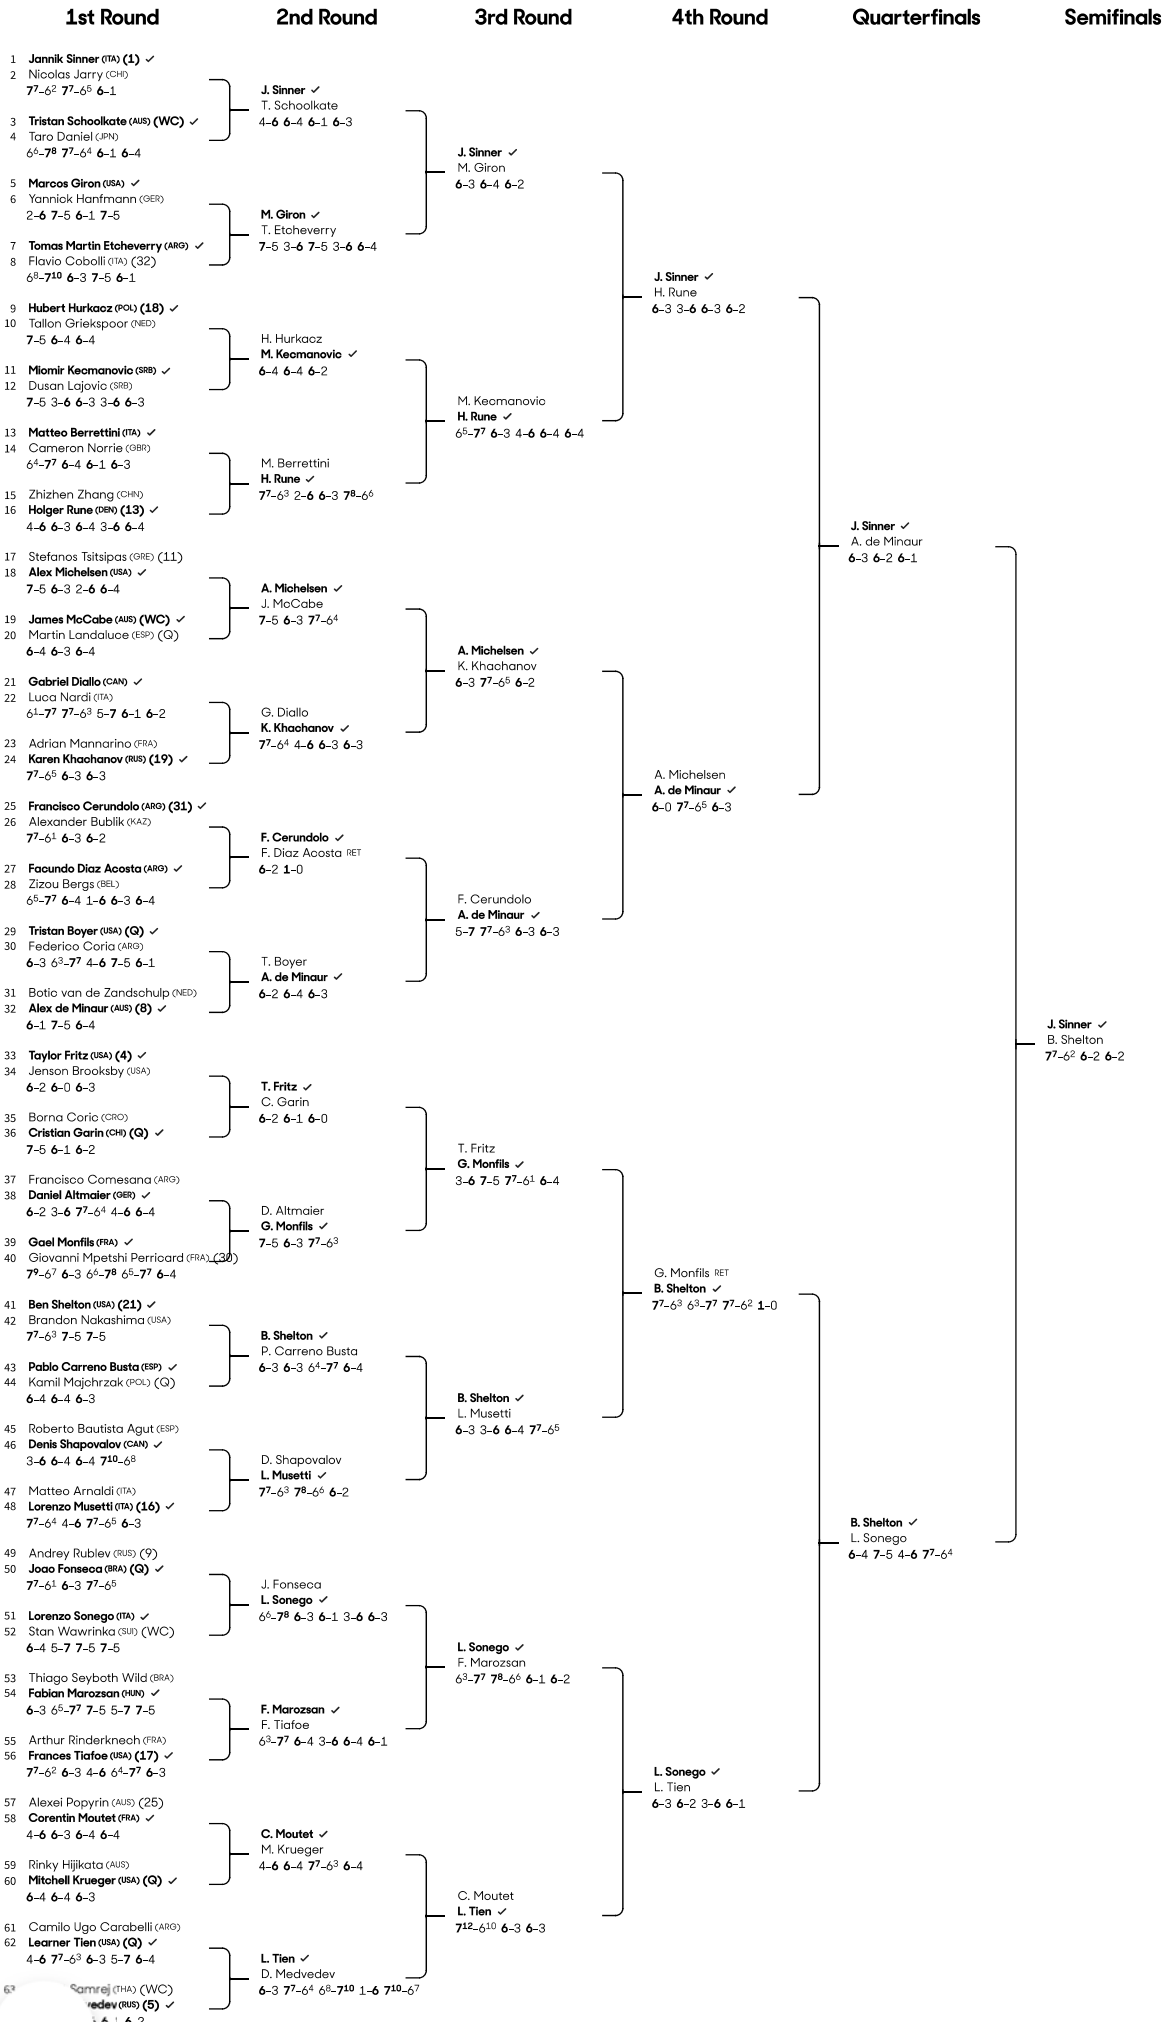 1st Round
1 Jannik Sinner (ITA) (1) ✓
2 Nicolas Jarry (CHI)
7⁷–6² 7⁷–6⁵ 6–1
3 Tristan Schoolkate (AUS) (WC) ✓
4 Taro Daniel (JPN)
6⁶–7⁸ 7⁷–6⁴ 6–1 6–4
5 Marcos Giron (USA) ✓
6 Yannick Hanfmann (GER)
2–6 7–5 6–1 7–5
7 Tomas Martin Etcheverry (ARG) ✓
8 Flavio Cobolli (ITA) (32)
6⁸–7¹⁰ 6–3 7–5 6–1
9 Hubert Hurkacz (POL) (18) ✓
10 Tallon Griekspoor (NED)
7–5 6–4 6–4
11 Miomir Kecmanovic (SRB) ✓
12 Dusan Lajovic (SRB)
7–5 3–6 6–3 3–6 6–3
13 Matteo Berrettini (ITA) ✓
14 Cameron Norrie (GBR)
6⁴–7⁷ 6–4 6–1 6–3
15 Zhizhen Zhang (CHN)
16 Holger Rune (DEN) (13) ✓
4–6 6–3 6–4 3–6 6–4
17 Stefanos Tsitsipas (GRE) (11)
18 Alex Michelsen (USA) ✓
7–5 6–3 2–6 6–4
19 James McCabe (AUS) (WC) ✓
20 Martin Landaluce (ESP) (Q)
6–4 6–3 6–4
21 Gabriel Diallo (CAN) ✓
22 Luca Nardi (ITA)
6¹–7⁷ 7⁷–6³ 5–7 6–1 6–2
23 Adrian Mannarino (FRA)
24 Karen Khachanov (RUS) (19) ✓
7⁷–6⁵ 6–3 6–3
25 Francisco Cerundolo (ARG) (31) ✓
26 Alexander Bublik (KAZ)
7⁷–6¹ 6–3 6–2
27 Facundo Diaz Acosta (ARG) ✓
28 Zizou Bergs (BEL)
6⁵–7⁷ 6–4 1–6 6–3 6–4
29 Tristan Boyer (USA) (Q) ✓
30 Federico Coria (ARG)
6–3 6³–7⁷ 4–6 7–5 6–1
31 Botic van de Zandschulp (NED)
32 Alex de Minaur (AUS) (8) ✓
6–1 7–5 6–4
33 Taylor Fritz (USA) (4) ✓
34 Jenson Brooksby (USA)
6–2 6–0 6–3
35 Borna Coric (CRO)
36 Cristian Garin (CHI) (Q) ✓
7–5 6–1 6–2
37 Francisco Comesana (ARG)
38 Daniel Altmaier (GER) ✓
6–2 3–6 7⁷–6⁴ 4–6 6–4
39 Gael Monfils (FRA) ✓
40 Giovanni Mpetshi Perricard (FRA) (30)
7⁹–6⁷ 6–3 6⁶–7⁸ 6⁵–7⁷ 6–4
41 Ben Shelton (USA) (21) ✓
42 Brandon Nakashima (USA)
7⁷–6³ 7–5 7–5
43 Pablo Carreno Busta (ESP) ✓
44 Kamil Majchrzak (POL) (Q)
6–4 6–4 6–3
45 Roberto Bautista Agut (ESP)
46 Denis Shapovalov (CAN) ✓
3–6 6–4 6–4 7¹⁰–6⁸
47 Matteo Arnaldi (ITA)
48 Lorenzo Musetti (ITA) (16) ✓
7⁷–6⁴ 4–6 7⁷–6⁵ 6–3
49 Andrey Rublev (RUS) (9)
50 Joao Fonseca (BRA) (Q) ✓
7⁷–6¹ 6–3 7⁷–6⁵
51 Lorenzo Sonego (ITA) ✓
52 Stan Wawrinka (SUI) (WC)
6–4 5–7 7–5 7–5
53 Thiago Seyboth Wild (BRA)
54 Fabian Marozsan (HUN) ✓
6–3 6⁵–7⁷ 7–5 5–7 7–5
55 Arthur Rinderknech (FRA)
56 Frances Tiafoe (USA) (17) ✓
7⁷–6² 6–3 4–6 6⁴–7⁷ 6–3
57 Alexei Popyrin (AUS) (25)
58 Corentin Moutet (FRA) ✓
4–6 6–3 6–4 6–4
59 Rinky Hijikata (AUS)
60 Mitchell Krueger (USA) (Q) ✓
6–4 6–4 6–3
61 Camilo Ugo Carabelli (ARG)
62 Learner Tien (USA) (Q) ✓
4–6 7⁷–6³ 6–3 5–7 6–4
63 Samrej (THA) (WC)
(RUS) (5) ✓
2nd Round
J. Sinner ✓
T. Schoolkate
4–6 6–4 6–1 6–3
M. Giron ✓
T. Etcheverry
7–5 3–6 7–5 3–6 6–4
H. Hurkacz
M. Kecmanovic ✓
6–4 6–4 6–2
M. Berrettini
H. Rune ✓
7⁷–6³ 2–6 6–3 7⁸–6⁶
A. Michelsen ✓
J. McCabe
7–5 6–3 7⁷–6⁴
G. Diallo
K. Khachanov ✓
7⁷–6⁴ 4–6 6–3 6–3
F. Cerundolo ✓
F. Diaz Acosta RET
6–2 1–0
T. Boyer
A. de Minaur ✓
6–2 6–4 6–3
T. Fritz ✓
C. Garin
6–2 6–1 6–0
D. Altmaier
G. Monfils ✓
7–5 6–3 7⁷–6³
B. Shelton ✓
P. Carreno Busta
6–3 6–3 6⁴–7⁷ 6–4
D. Shapovalov
L. Musetti ✓
7⁷–6³ 7⁸–6⁶ 6–2
J. Fonseca
L. Sonego ✓
6⁶–7⁸ 6–3 6–1 3–6 6–3
F. Marozsan ✓
F. Tiafoe
6³–7⁷ 6–4 3–6 6–4 6–1
C. Moutet ✓
M. Krueger
4–6 6–4 7⁷–6³ 6–4
L. Tien ✓
D. Medvedev
6–3 7⁷–6⁴ 6⁸–7¹⁰ 1–6 7¹⁰–6⁷
3rd Round
J. Sinner ✓
M. Giron
6–3 6–4 6–2
M. Kecmanovic
H. Rune ✓
6⁵–7⁷ 6–3 4–6 6–4 6–4
A. Michelsen ✓
K. Khachanov
6–3 7⁷–6⁵ 6–2
F. Cerundolo
A. de Minaur ✓
5–7 7⁷–6³ 6–3 6–3
T. Fritz
G. Monfils ✓
3–6 7–5 7⁷–6¹ 6–4
B. Shelton ✓
L. Musetti
6–3 3–6 6–4 7⁷–6⁵
L. Sonego ✓
F. Marozsan
6³–7⁷ 7⁸–6⁶ 6–1 6–2
C. Moutet
L. Tien ✓
7¹²–6¹⁰ 6–3 6–3
4th Round
J. Sinner ✓
H. Rune
6–3 3–6 6–3 6–2
A. Michelsen
A. de Minaur ✓
6–0 7⁷–6⁵ 6–3
G. Monfils RET
B. Shelton ✓
7⁷–6³ 6³–7⁷ 7⁷–6² 1–0
L. Sonego ✓
L. Tien
6–3 6–2 3–6 6–1
Quarterfinals
J. Sinner ✓
A. de Minaur
6–3 6–2 6–1
B. Shelton ✓
L. Sonego
6–4 7–5 4–6 7⁷–6⁴
Semifinals
J. Sinner ✓
B. Shelton
7⁷–6² 6–2 6–2